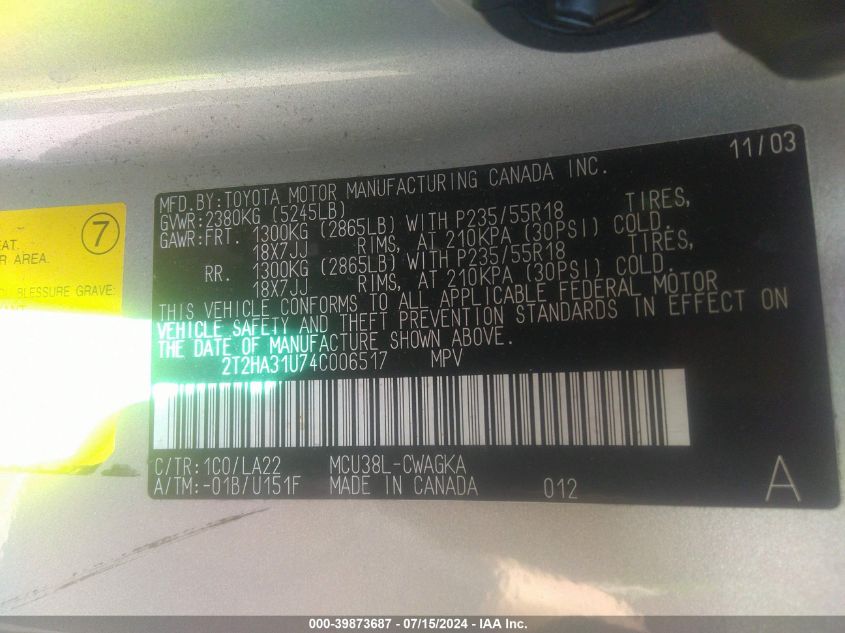 11/03
MFD. BY:TOYOTA MOTOR MANUFACTURING CANADA INC.
GVWR:2380KG (5245LB)
GAWR:FRT. 1300KG (2865LB) WITH P235/55R18 TIRES,
18X7JJ RIMS, AT 210KPA (30PSI) COLD.
RR. 1300KG (2865LB) WITH P235/55R18 TIRES,
18X7JJ RIMS, AT 210KPA (30PSI) COLD.
THIS VEHICLE CONFORMS TO ALL APPLICABLE FEDERAL MOTOR
VEHICLE SAFETY AND THEFT PREVENTION STANDARDS IN EFFECT ON
THE DATE OF MANUFACTURE SHOWN ABOVE.
2T2HA31U74C006517 MPV
C/TR:1C0/LA22 MCU38L-CWAGKA
A/TM:-01B/U151F MADE IN CANADA 012 A
7
EAT.
R AREA.
BLESSURE GRAVE:
000-39873687 - 07/15/2024 - IAA Inc.